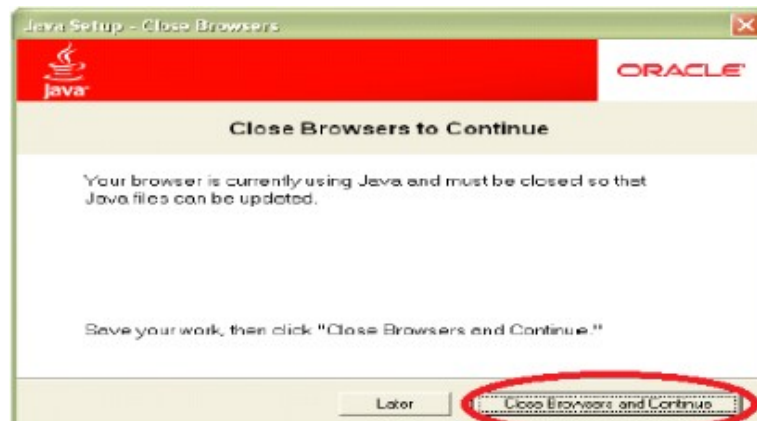 Java Setup - Close Browsers
Java
ORACLE
Close Browsers to Continue
Your browser is currently using Java and must be closed so that
Java files can be updated.
Save your work, then click "Close Browsers and Continue."
Later
Close Browsers and Continue